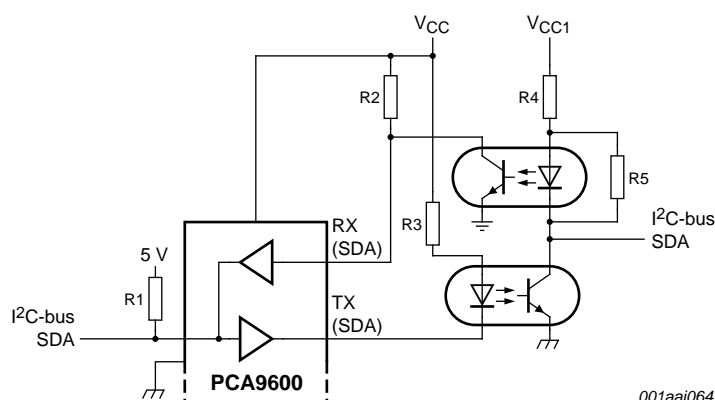 VCC
VCC1
R2
R4
R5
I2C-bus
SDA
RX
(SDA)
R3
5 V
R1
TX
(SDA)
I2C-bus
SDA
PCA9600
001aai064